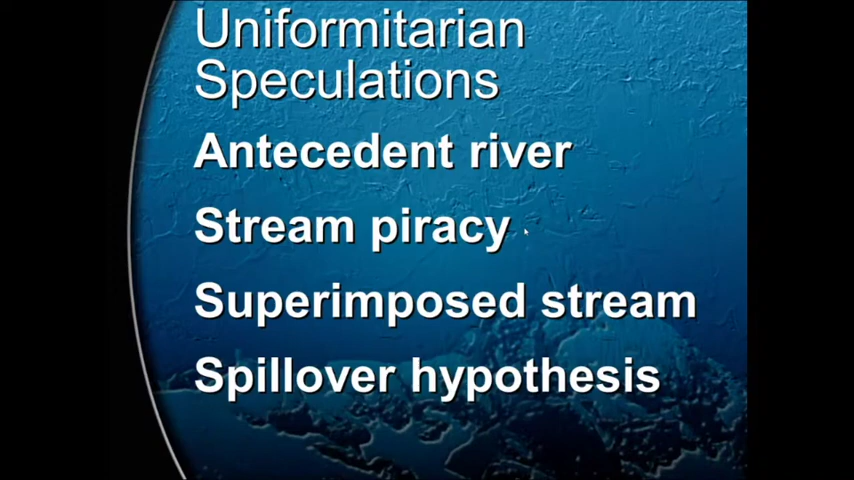 Uniformitarian
Speculations
Antecedent river
Stream piracy
Superimposed stream
Spillover hypothesis